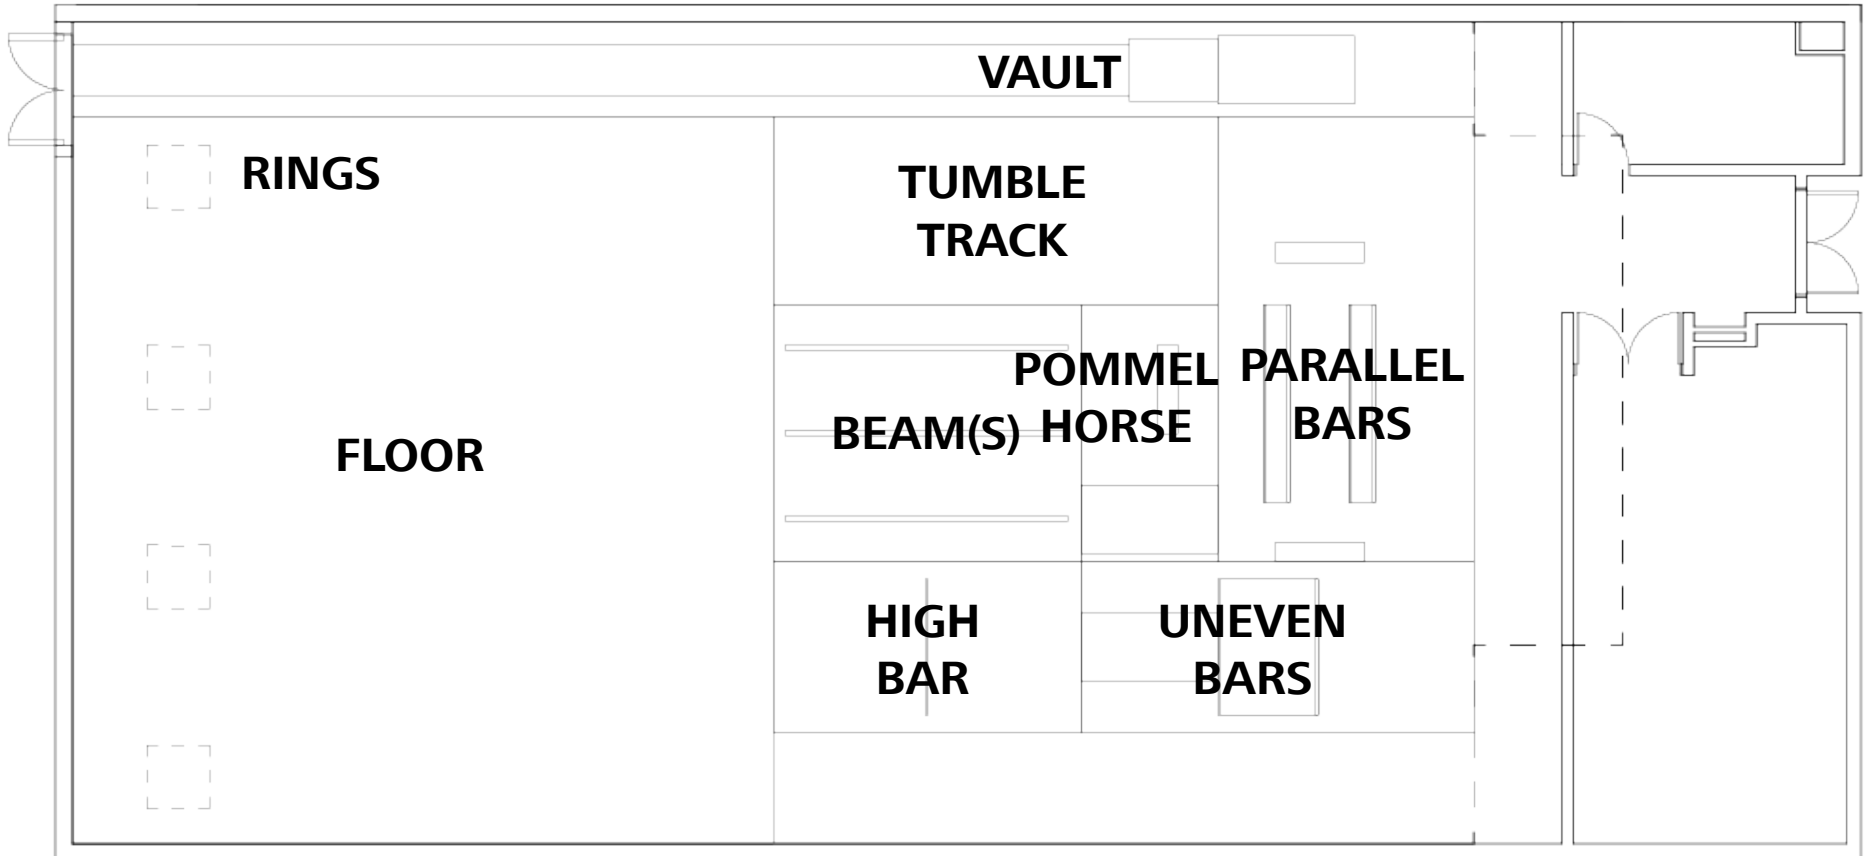 VAULT
RINGS
TUMBLE
TRACK
POMMEL
HORSE
PARALLEL
BARS
BEAM(S)
FLOOR
HIGH
BAR
UNEVEN
BARS